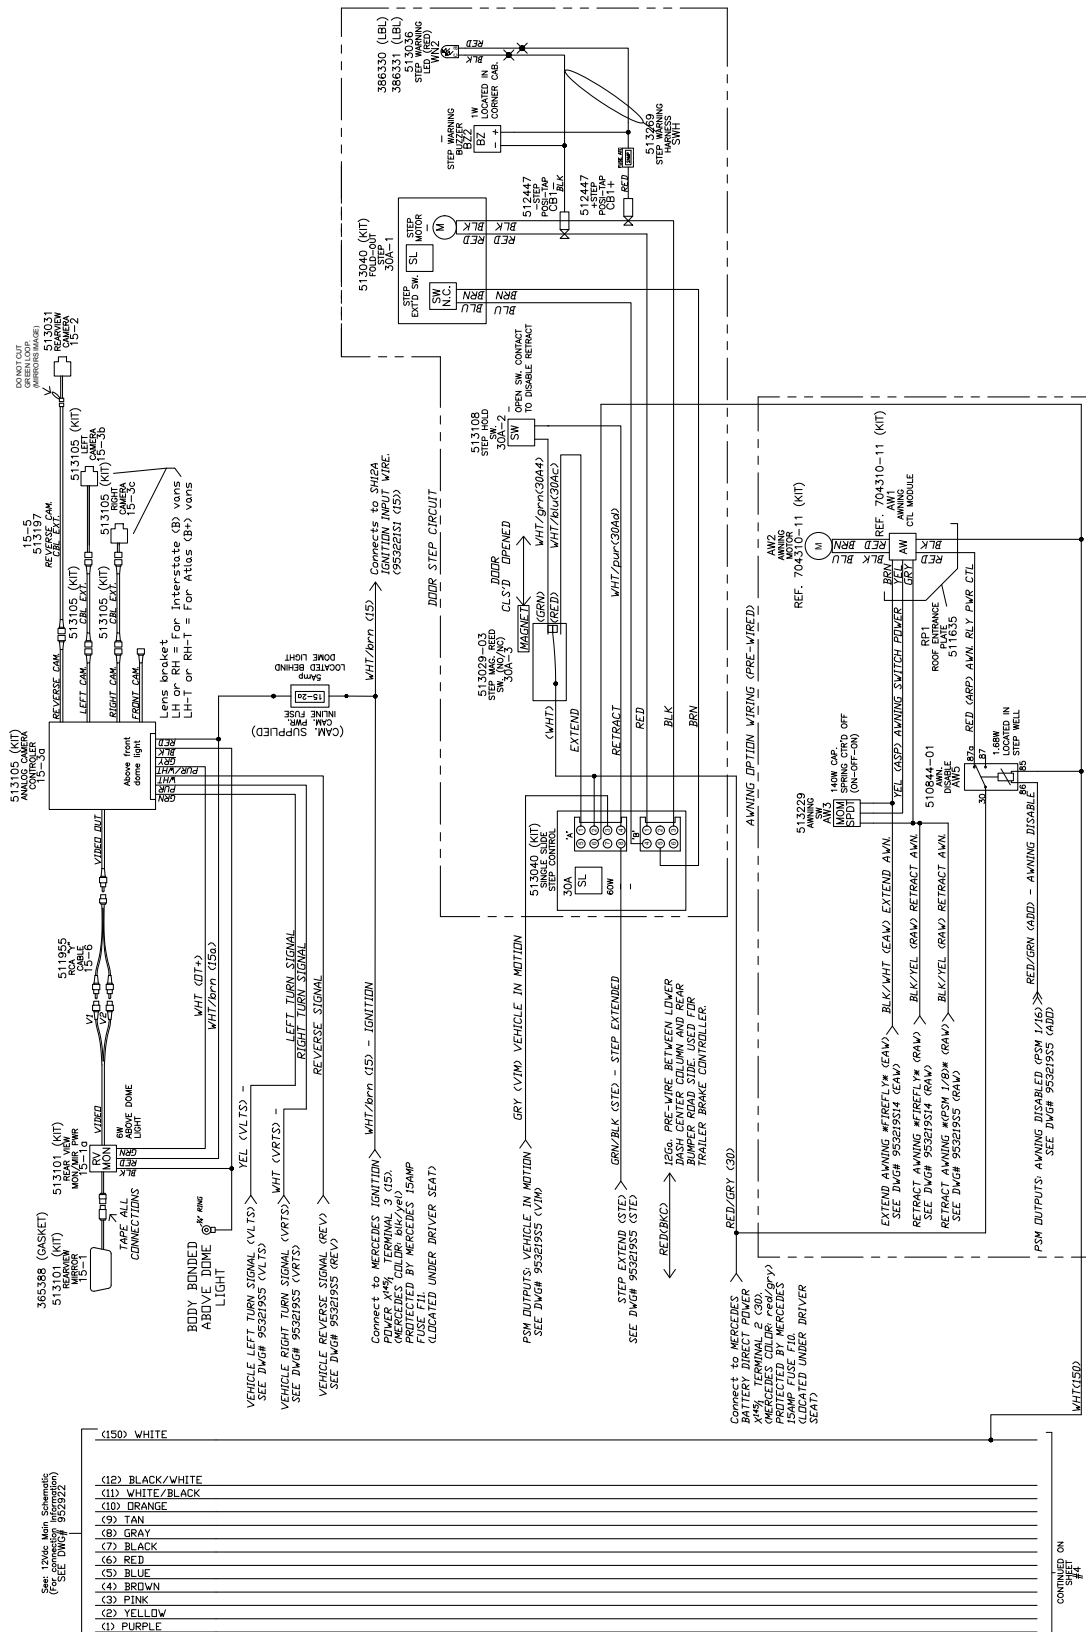 365388 (GASKET)
513101 (KIT)
REARVIEW
MIRROR
15-1
TAPE ALL
CONNECTIONS
513101 (KIT)
REAR VIEW
MON/MIR PWR
15-1a
RV
MON
6W
ABOVE DOME
LIGHT
GRN
RED
BLK
VIDEO
V1
V2
511955
RCA "Y"
CABLE
15-6
VIDEO OUT
513105 (KIT)
ANALOG CAMERA
CONTROLER
15-3a
Above front
dome light
RED
BLK
GRY
PUR/WHT
WHT
PUR
GRN
REVERSE CAM.
LEFT CAM.
RIGHT CAM.
FRONT CAM.
15-5
513197
REVERSE CAM.
CBL EXT.
513105 (KIT)
CBL EXT.
513105 (KIT)
CBL EXT.
DO NOT CUT
GREEN LOOP.
(MIRRORS IMAGE)
513031
REARVIEW
CAMERA
15-2
513105 (KIT)
LEFT
CAMERA
15-3b
513105 (KIT)
RIGHT
CAMERA
15-3c
Lens bracket
LH or RH = For Interstate (B) vans
LH-T or RH-T = For Atlas (B+) vans
BODY BONDED
ABOVE DOME
LIGHT
WHT (DT+)
WHT/brn (15a)
(CAM. SUPPLIED)
CAM. PWR.
INLINE FUSE
15-2a
5Amp
LOCATED BEHIND
DOME LIGHT
LEFT TURN SIGNAL
RIGHT TURN SIGNAL
REVERSE SIGNAL
YEL (VLTS) -
WHT (VRTS) -
VEHICLE LEFT TURN SIGNAL (VLTS)
SEE DWG# 953219S5 (VLTS)
VEHICLE RIGHT TURN SIGNAL (VRTS)
SEE DWG# 953219S5 (VRTS)
VEHICLE REVERSE SIGNAL (REV)
SEE DWG# 953219S5 (REV)
Connect to MERCEDES IGNITION
POWER X145/1 TERMINAL 3 (15).
(MERCEDES COLOR: blk/yel)
PROTECTED BY MERCEDES 15AMP
FUSE F11.
(LOCATED UNDER DRIVER SEAT)
WHT/brn (15) - IGNITION
WHT/brn (15)
Connects to SH12A
IGNITION INPUT WIRE.
(953221S1 (15))
DOOR STEP CIRCUIT
PSM OUTPUTS: VEHICLE IN MOTION
SEE DWG# 953219S5 (VIM)
GRY (VIM) VEHICLE IN MOTION
STEP EXTEND (STE)
SEE DWG# 953219S5 (STE)
GRN/BLK (STE) - STEP EXTENDED
RED(BKC)
12Ga. PRE-WIRE BETWEEN LOWER
DASH CENTER COLUMN AND REAR
BUMPER ROAD SIDE. USED FOR
TRAILER BRAKE CONTROLLER.
RED/GRY (30)
Connect to MERCEDES
BATTERY DIRECT POWER
X145/1 TERMINAL 2 (30).
(MERCEDES COLOR: red/gry)
PROTECTED BY MERCEDES
15AMP FUSE F10.
(LOCATED UNDER DRIVER
SEAT)
513040 (KIT)
SINGLE SLIDE
STEP CONTROL
30A
SL
60W
"A"
"B"
513029-03
STEP MAG. REED
SW. (NO/NC)
30A-3
MAGNET
CLS'D DOOR OPENED
(WHT)
(GRN)
(RED)
WHT/grn(30A4)
WHT/blu(30Ac)
WHT/pur(30Ad)
EXTEND
RETRACT
RED
BLK
BRN
513108
STEP HOLD
SW.
30A-2
SW
OPEN SW. CONTACT
TO DISABLE RETRACT
513040 (KIT)
FOLD-OUT
STEP
30A-1
STEP
EXT'D SW.
SW
N.C.
SL
STEP
MOTOR
M
BLU BLU
BRN BRN
RED RED
BLK BLK
512447
-STEP
POSI-TAP
CB1-
BLK
512447
+STEP
POSI-TAP
CB1+
RED
STEP WARNING
BUZZER
BZ2
BZ
- +
1W
LOCATED IN
CORNER CAB.
386330 (LBL)
386331 (LBL)
513036
STEP WARNING
LED (RED)
WN2
RED
BLK
513269
STEP WARNING
HARNESS
SWH
AWNING OPTION WIRING (PRE-WIRED)
513229
AWNING
SW
AW3
MOM
SPDT
140W CAP.
SPRING CTR'D OFF
(ON-OFF-ON)
YEL (ASP) AWNING SWITCH POWER
AW2
AWNING
MOTOR
REF. 704310-11 (KIT)
M
BLU BLK
BRN RED
REF. 704310-11 (KIT)
AW1
AWNING
CTL MODULE
AW
BRN
YEL
GRY
RED
BLK
RP1
ROOF ENTRANCE
PLATE
511635
RED (ARP) AWN. RLY PWR CTL
510844-01
AWN.
DISABLE
AW5
30
87a
87
86
85
1.68W
LOCATED IN
STEP WELL
EXTEND AWNING *FIREFLY* (EAW)
SEE DWG# 953219S14 (EAW)
BLK/WHT (EAW) EXTEND AWN.
RETRACT AWNING *FIREFLY* (RAW)
SEE DWG# 953219S14 (RAW)
BLK/YEL (RAW) RETRACT AWN.
RETRACT AWNING *(PSM 1/8)* (RAW)
SEE DWG# 953219S5 (RAW)
BLK/YEL (RAW) RETRACT AWN.
PSM OUTPUTS: AWNING DISABLED (PSM 1/16)
SEE DWG# 953219S5 (ADO)
RED/GRN (ADO) - AWNING DISABLE
WHT(150)
See: 12Vdc Main Schematic
(For connection Information)
SEE DWG# 952922
(150) WHITE
(12) BLACK/WHITE
(11) WHITE/BLACK
(10) ORANGE
(9) TAN
(8) GRAY
(7) BLACK
(6) RED
(5) BLUE
(4) BROWN
(3) PINK
(2) YELLOW
(1) PURPLE
CONTINUED ON
SHEET
#4